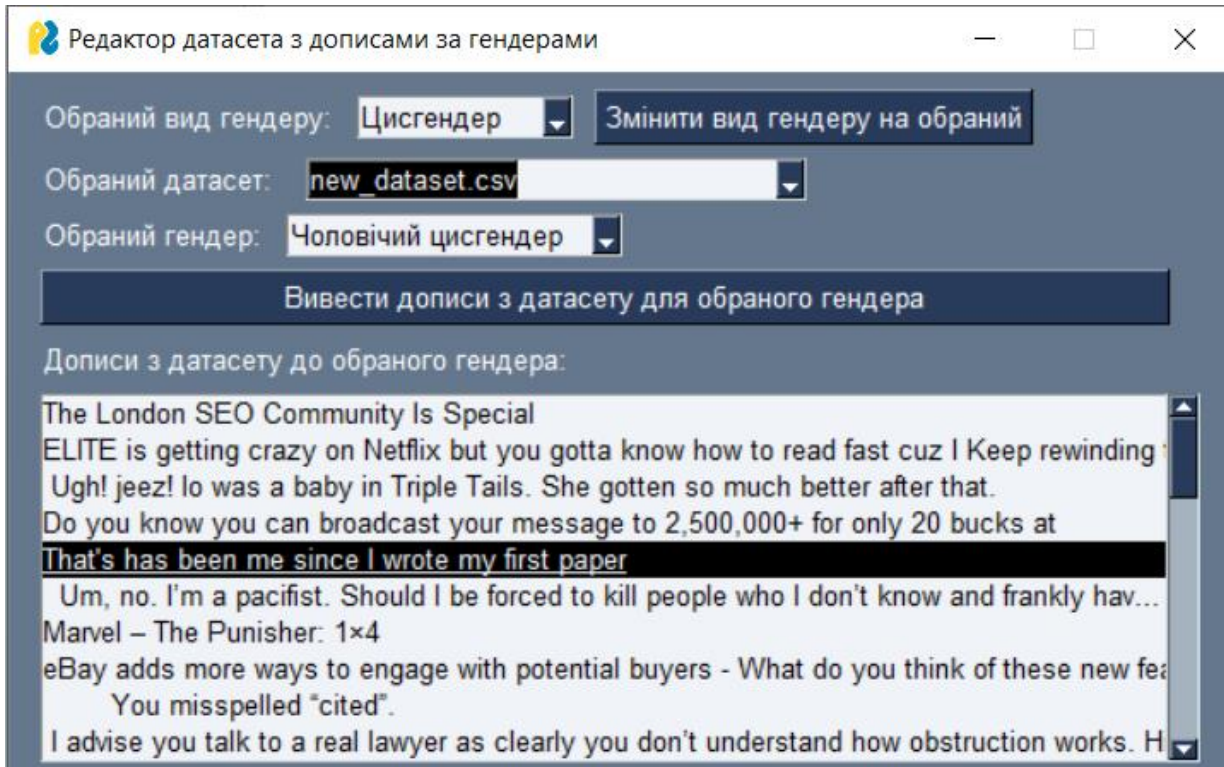 Редактор датасета з дописами за гендерами
Обраний вид гендеру: Цисгендер Змінити вид гендеру на обраний
Обраний датасет: new_dataset.csv
Обраний гендер: Чоловічий цисгендер
Вивести дописи з датасету для обраного гендера
Дописи з датасету до обраного гендера:
The London SEO Community Is Special
ELITE is getting crazy on Netflix but you gotta know how to read fast cuz I Keep rewinding
Ugh! jeez! Io was a baby in Triple Tails. She gotten so much better after that.
Do you know you can broadcast your message to 2,500,000+ for only 20 bucks at
That's has been me since I wrote my first paper
Um, no. I’m a pacifist. Should I be forced to kill people who I don’t know and frankly hav...
Marvel – The Punisher: 1×4
eBay adds more ways to engage with potential buyers - What do you think of these new
You misspelled “cited”.
I advise you talk to a real lawyer as clearly you don’t understand how obstruction works.